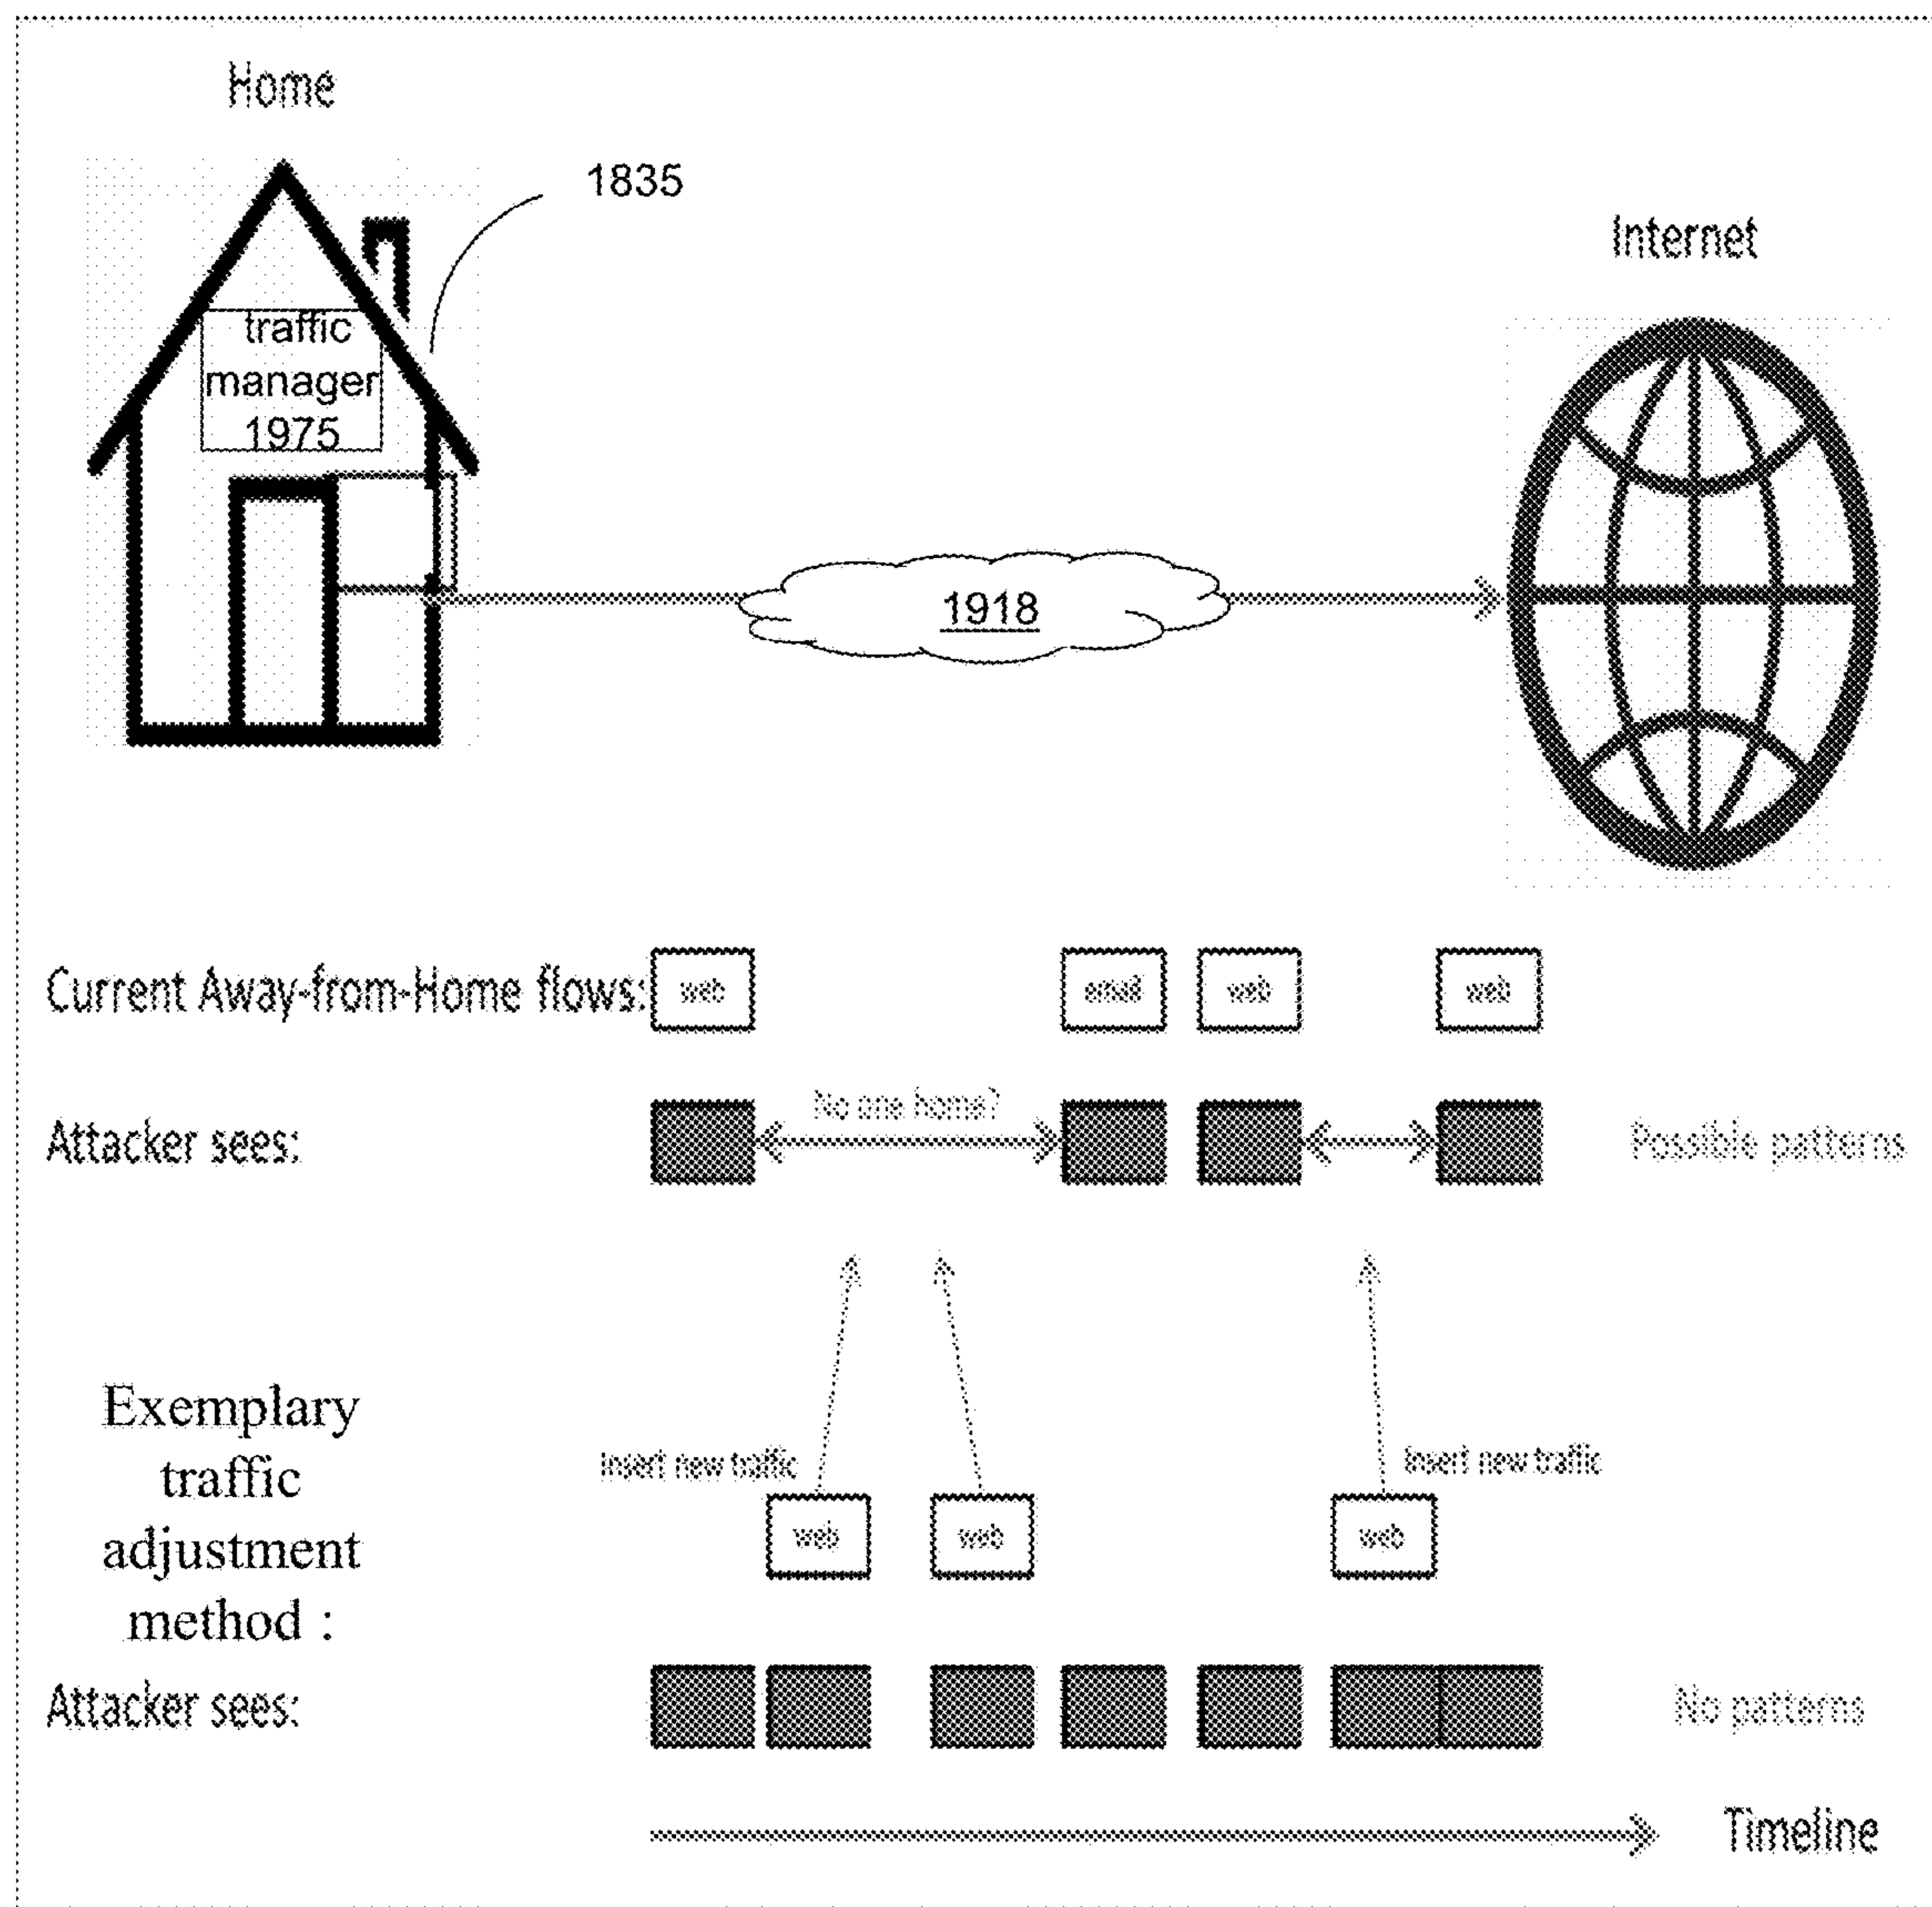 Home
1835
Internet
traffic
manager
1975
1918
Current Away-from-Home flows:
web
email
web
web
No one home?
Attacker sees:
Possible patterns
Exemplary
traffic
adjustment
method :
Insert new traffic
Insert new traffic
web
web
web
Attacker sees:
No patterns
Timeline